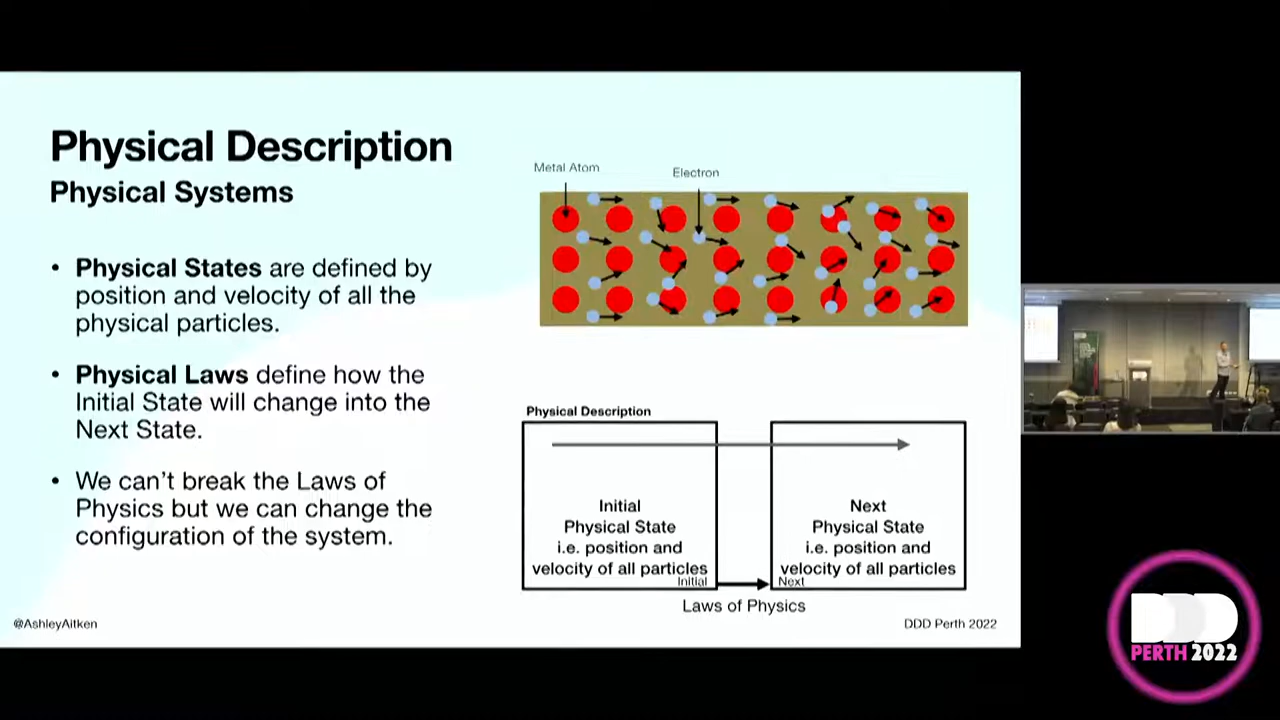 Physical Description
Physical Systems
• Physical States are defined by
position and velocity of all the
physical particles.
• Physical Laws define how the
Initial State will change into the
Next State.
• We can’t break the Laws of
Physics but we can change the
configuration of the system.
Metal Atom
Electron
Physical Description
Initial
Physical State
i.e. position and
velocity of all particles
Initial
Next
Physical State
i.e. position and
velocity of all particles
Next
Laws of Physics
@AshleyAitken
DDD Perth 2022
DDD
PERTH 2022